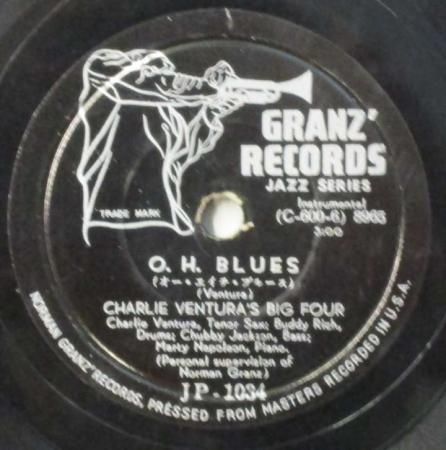 TRADE MARK
GRANZ'
RECORDS
JAZZ SERIES
Instrumental
(C-600-6) 8963
3:00
O. H. BLUES
(オー・エイチ・ブルース)
(Ventura)
CHARLIE VENTURA'S BIG FOUR
Charlie Ventura, Tenor Sax; Buddy Rich,
Drums; Chubby Jackson, Bass;
Marty Napoleon, Piano.
(Personal supervision of
Norman Granz)
JP-1034
NORMAN GRANZ' RECORDS, PRESSED FROM MASTERS RECORDED IN U.S.A.